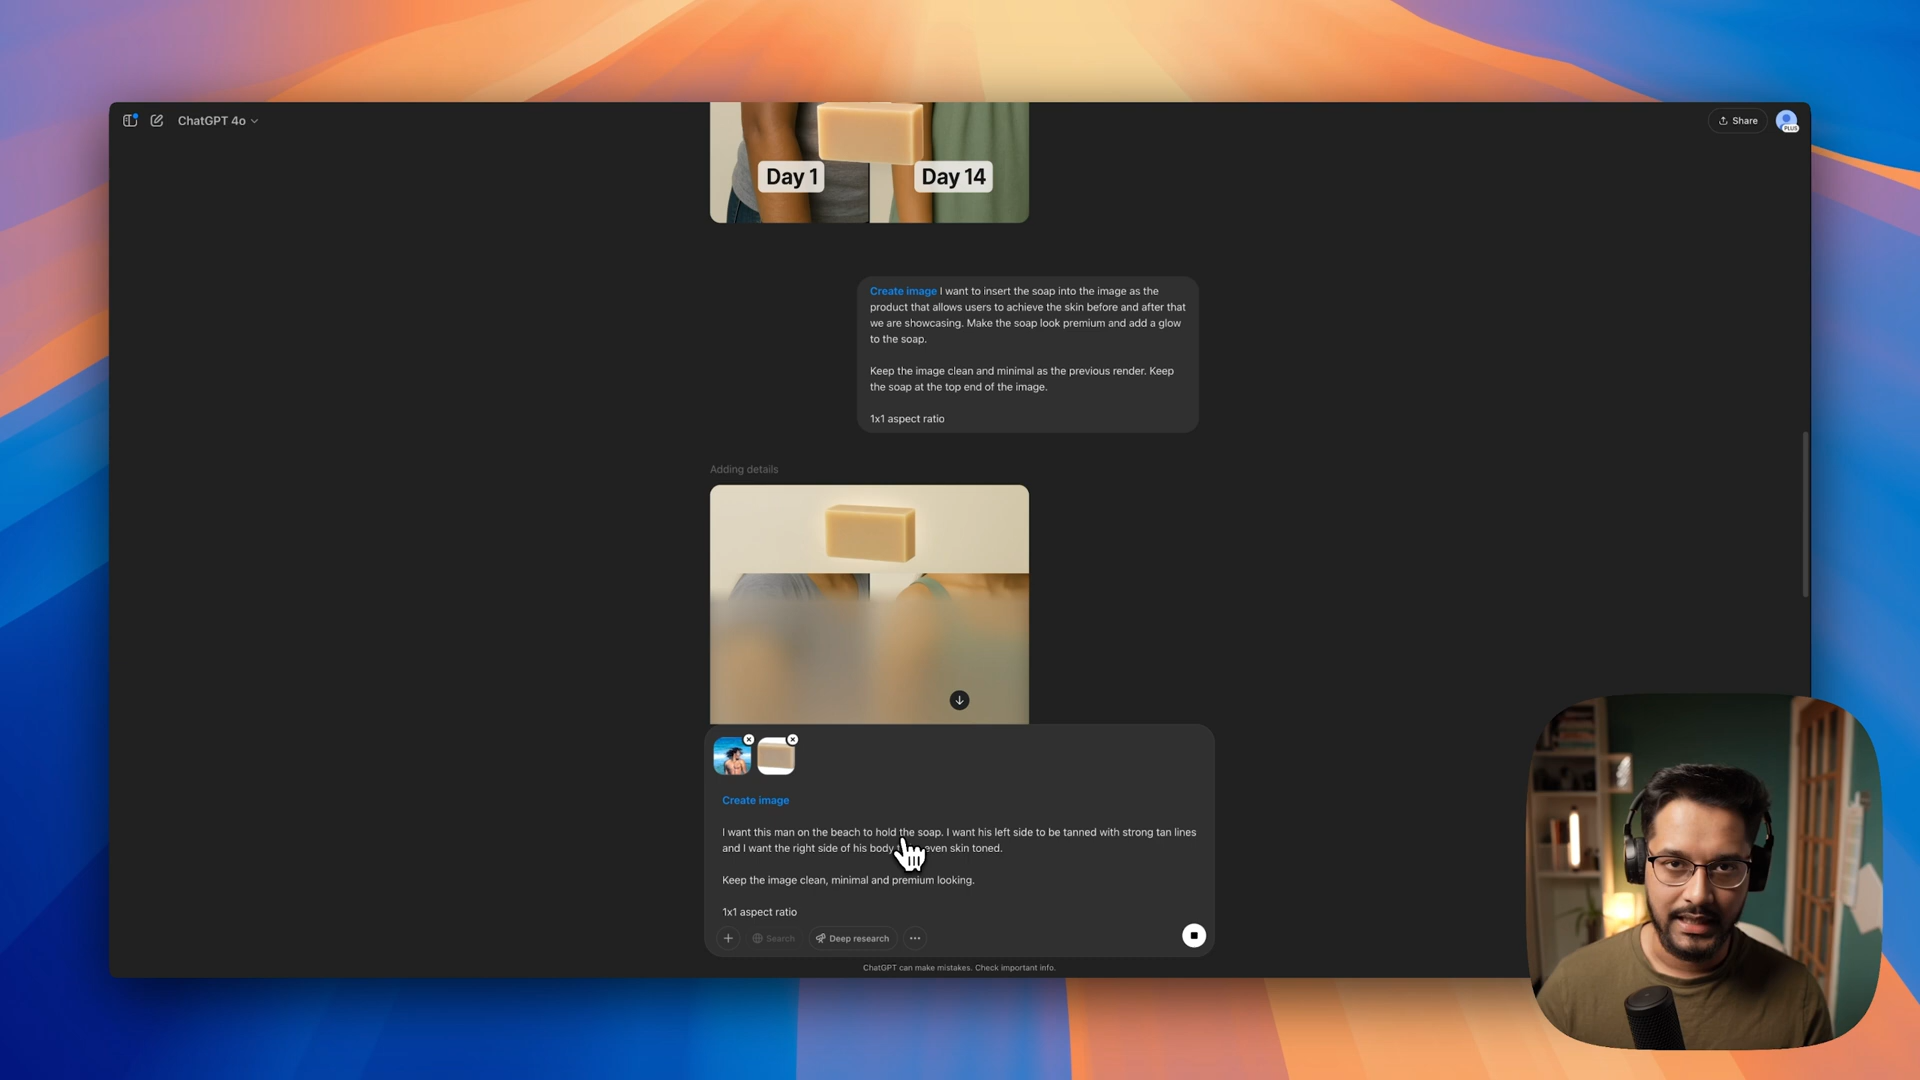 ChatGPT 4o
Share
PLUS
Day 1
Day 14
Create image I want to insert the soap into the image as the
product that allows users to achieve the skin before and after that
we are showcasing. Make the soap look premium and add a glow
to the soap.
Keep the image clean and minimal as the previous render. Keep
the soap at the top end of the image.
1x1 aspect ratio
Adding details
Create image
I want this man on the beach to hold the soap. I want his left side to be tanned with strong tan lines
and I want the right side of his body even skin toned.
Keep the image clean, minimal and premium looking.
1x1 aspect ratio
Search
Deep research
ChatGPT can make mistakes. Check important info.